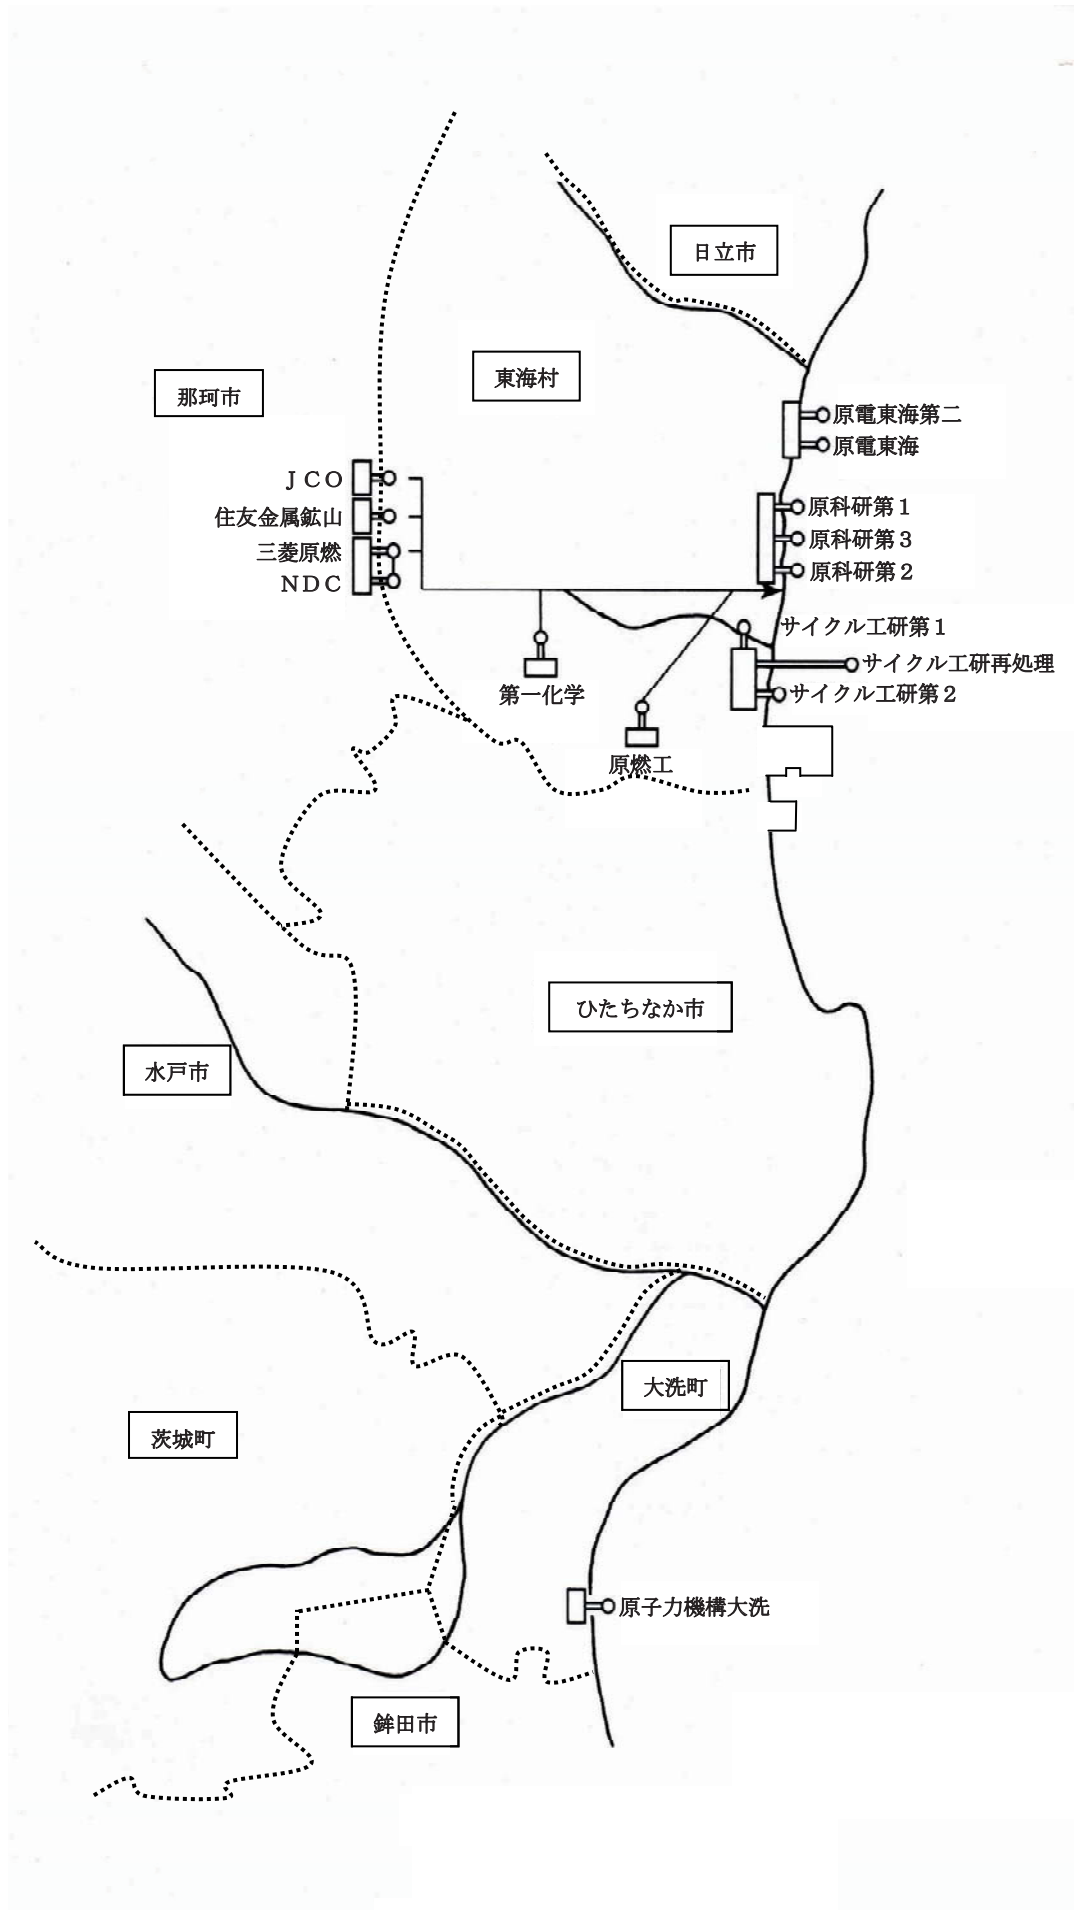 日立市
東海村
那珂市
原電東海第二
原電東海
ＪＣＯ
住友金属鉱山
三菱原燃
ＮＤＣ
原科研第１
原科研第３
原科研第２
サイクル工研第１
サイクル工研再処理
サイクル工研第２
第一化学
原燃工
ひたちなか市
水戸市
大洗町
茨城町
原子力機構大洗
鉾田市